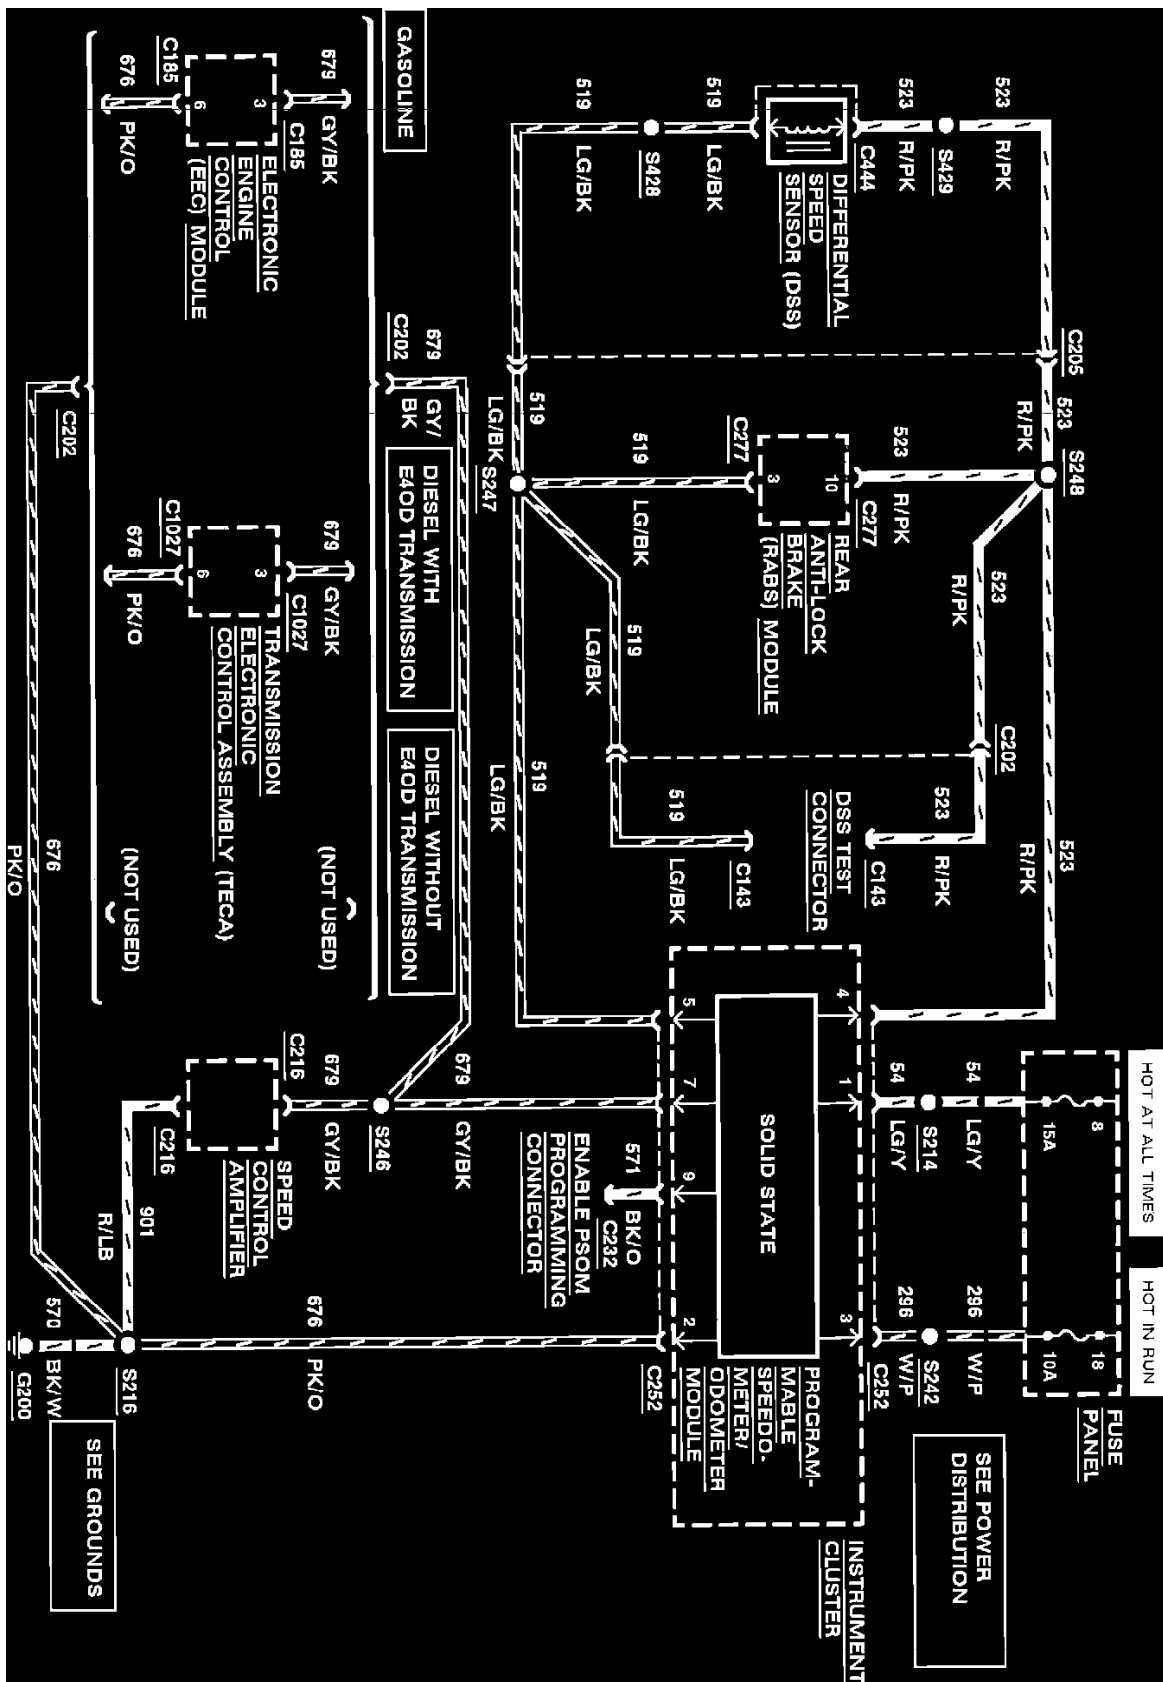 HOT AT ALL TIMES
HOT IN RUN
8
18
FUSE
PANEL
15A
10A
C205
S248
523
523
R/PK
R/PK
523
R/PK
523
R/PK
C202
54
LG/Y
296
W/P
SEE POWER
DISTRIBUTION
S429
S214
S242
523
R/PK
523
R/PK
523
R/PK
54
LG/Y
296
W/P
C444
C277
C143
C252
4
1
3
INSTRUMENT
CLUSTER
DIFFERENTIAL
SPEED
SENSOR (DSS)
10
3
REAR
ANTI-LOCK
BRAKE
(RABS) MODULE
DSS TEST
CONNECTOR
SOLID STATE
PROGRAM-
MABLE
SPEEDO-
METER/
ODOMETER
MODULE
C277
C143
5
7
9
2
C252
519
LG/BK
519
LG/BK
519
LG/BK
S428
571
BK/O
C232
519
LG/BK
519
LG/BK
ENABLE PSOM
PROGRAMMING
CONNECTOR
519
LG/BK
S247
519
LG/BK
679
GY/BK
679
GY/
BK
C202
S246
GASOLINE
DIESEL WITH
E4OD TRANSMISSION
DIESEL WITHOUT
E4OD TRANSMISSION
679
GY/BK
679
GY/BK
(NOT USED)
679
GY/BK
676
PK/O
C185
C1027
C216
3
6
ELECTRONIC
ENGINE
CONTROL
(EEC) MODULE
3
6
TRANSMISSION
ELECTRONIC
CONTROL ASSEMBLY (TECA)
SPEED
CONTROL
AMPLIFIER
C185
C1027
C216
676
PK/O
676
PK/O
(NOT USED)
901
R/LB
S216
C202
676
PK/O
570
BK/W
G200
SEE GROUNDS